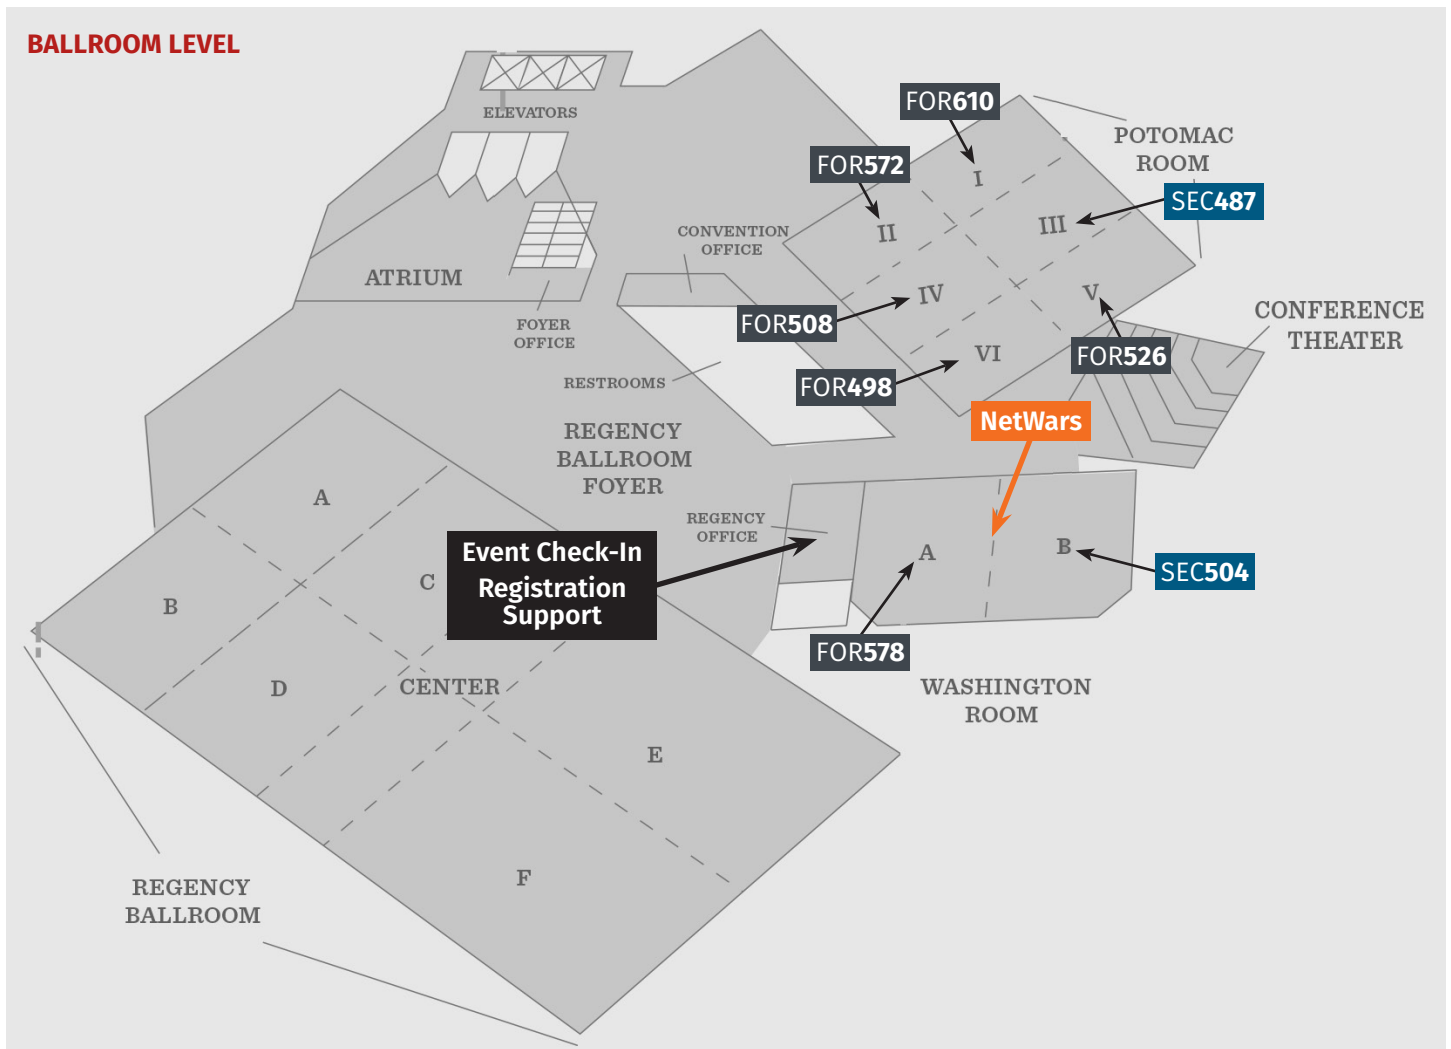 BALLROOM LEVEL
ELEVATORS
FOR610
POTOMAC
ROOM
FOR572
I
SEC487
II
III
CONVENTION
OFFICE
ATRIUM
IV
V
FOR508
FOYER
OFFICE
CONFERENCE
THEATER
VI
FOR526
RESTROOMS
FOR498
NetWars
REGENCY
BALLROOM
FOYER
A
REGENCY
OFFICE
Event Check-In
Registration
Support
A
B
SEC504
C
B
FOR578
D
CENTER
WASHINGTON
ROOM
E
F
REGENCY
BALLROOM